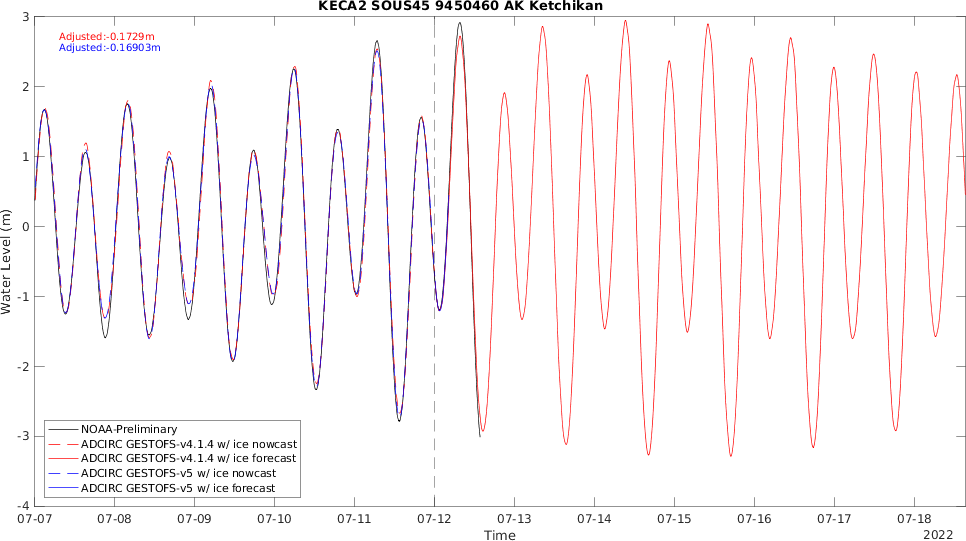 KECA2 SOUS45 9450460 AK Ketchikan
Adjusted:-0.1729m
Adjusted:-0.16903m
3
2
1
0
-1
-2
-3
-4
Water Level (m)
NOAA-Preliminary
ADCIRC GESTOFS-v4.1.4 w/ ice nowcast
ADCIRC GESTOFS-v4.1.4 w/ ice forecast
ADCIRC GESTOFS-v5 w/ ice nowcast
ADCIRC GESTOFS-v5 w/ ice forecast
07-07 07-08 07-09 07-10 07-11 07-12 07-13 07-14 07-15 07-16 07-17 07-18
Time
2022